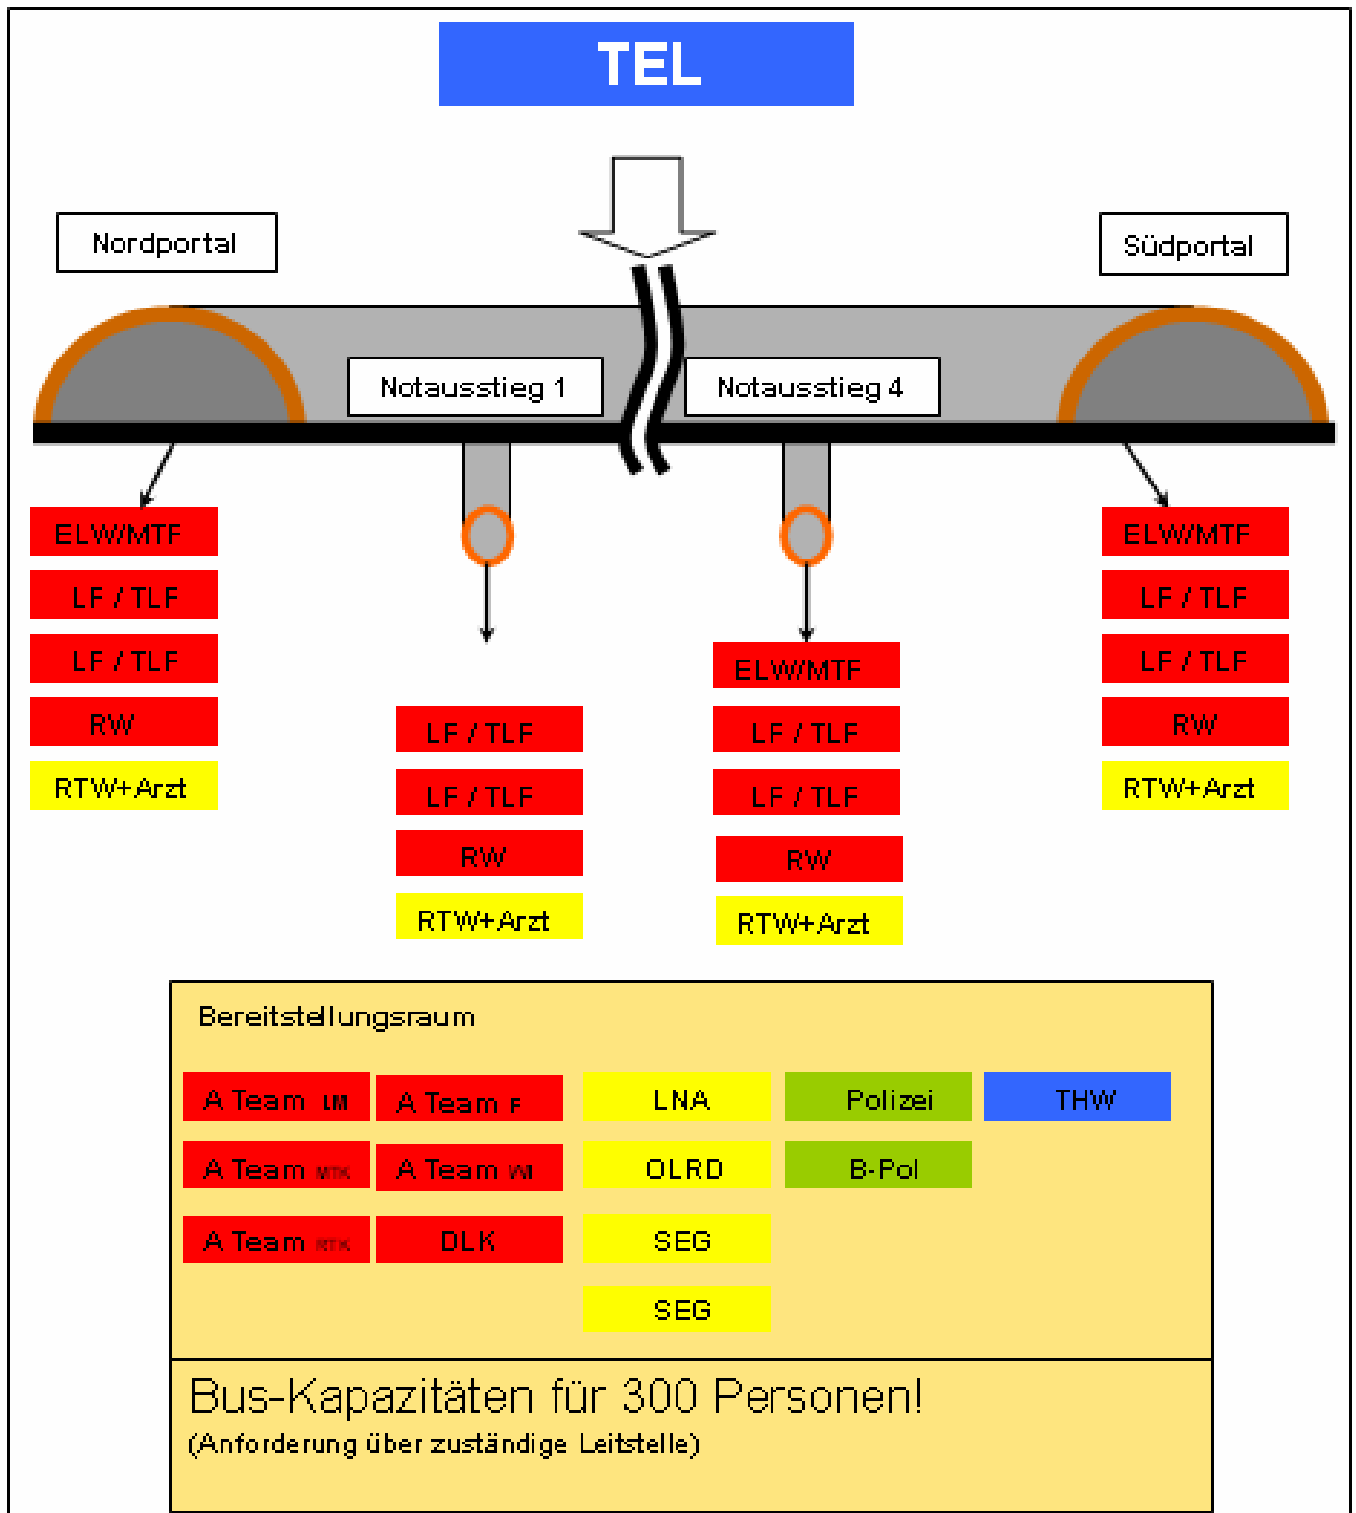 TEL
Nordportal
Südportal
Notausstieg 1
Notausstieg 4
ELW/MTF
LF / TLF
LF / TLF
RW
RTW+Arzt
LF / TLF
LF / TLF
RW
RTW+Arzt
ELW/MTF
LF / TLF
LF / TLF
RW
RTW+Arzt
ELW/MTF
LF / TLF
LF / TLF
RW
RTW+Arzt
Bereitstellungsraum
A Team LM
A Team F
LNA
Polizei
THW
A Team MTK
A Team WI
OLRD
B-Pol
A Team RTK
DLK
SEG
SEG
Bus-Kapazitäten für 300 Personen!
(Anforderung über zuständige Leitstelle)